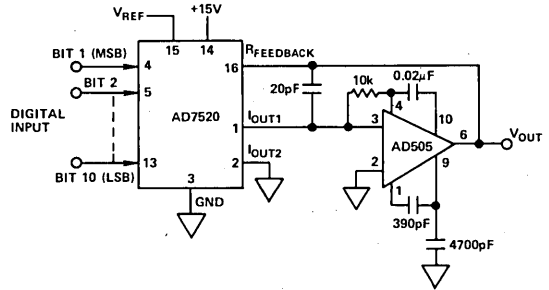 VREF
+15V
15
14
RFEEDBACK
BIT 1 (MSB)
4
16
BIT 2
5
20pF
10k
0.02μF
DIGITAL
INPUT
AD7520
IOUT1
1
3
4
10
6
VOUT
AD505
BIT 10 (LSB)
13
2
IOUT2
2
9
3
GND
1
390pF
4700pF